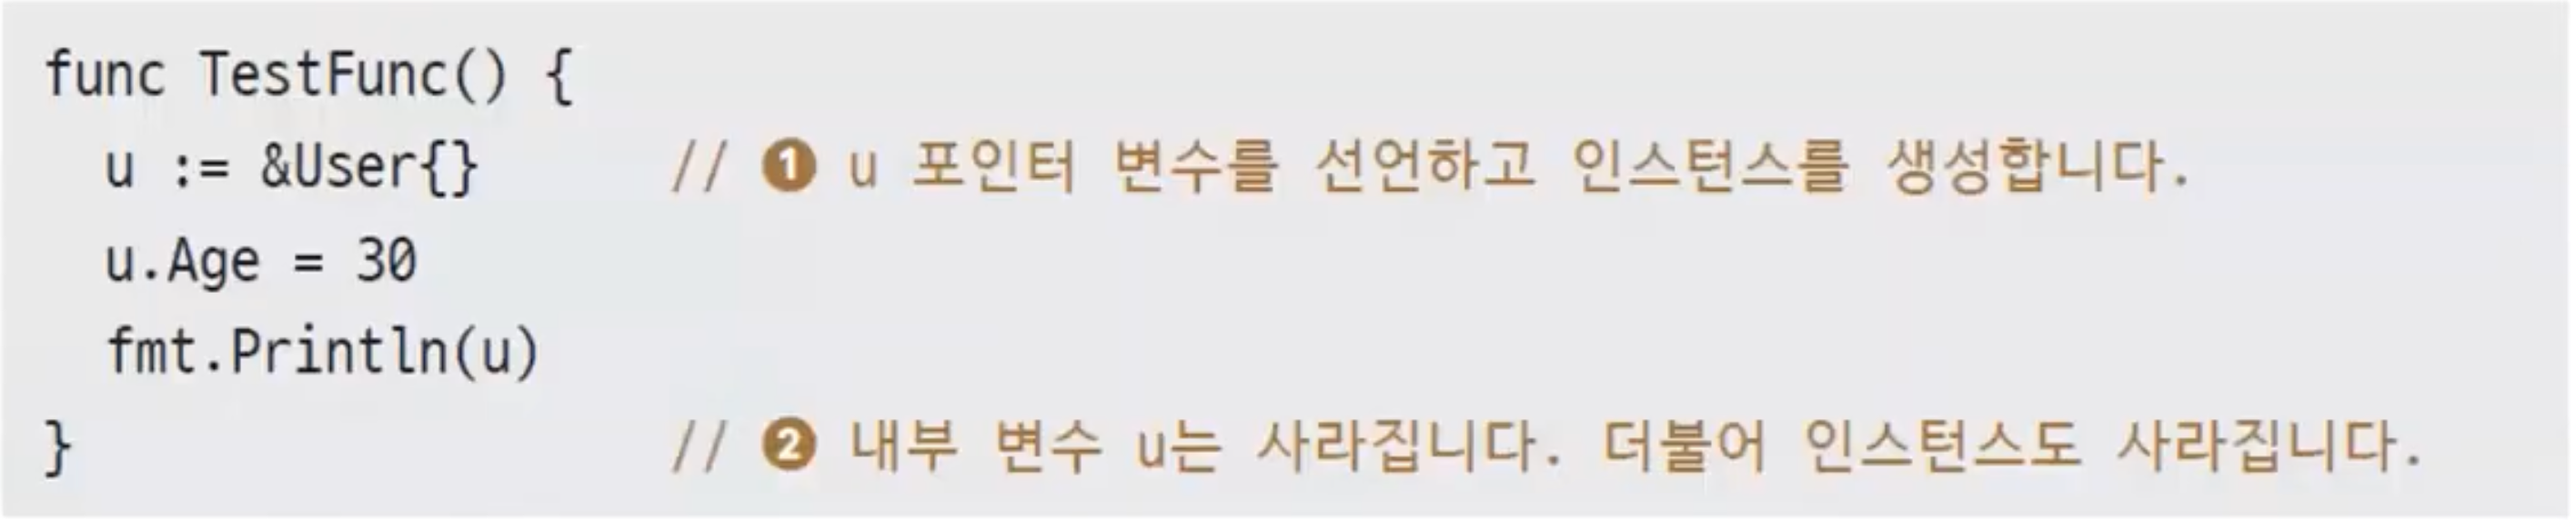 func TestFunc() {
  u := &User{}      // ❶ u 포인터 변수를 선언하고 인스턴스를 생성합니다.
  u.Age = 30
  fmt.Println(u)
}                   // ❷ 내부 변수 u는 사라집니다. 더불어 인스턴스도 사라집니다.